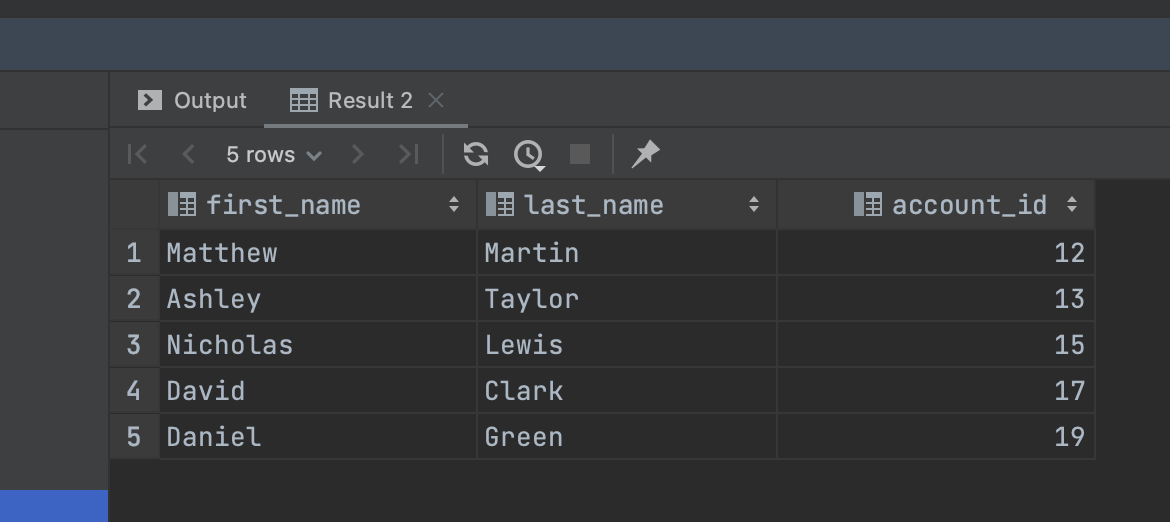 Output Result 2
5 rows
first_name last_name account_id
1 Matthew Martin 12
2 Ashley Taylor 13
3 Nicholas Lewis 15
4 David Clark 17
5 Daniel Green 19